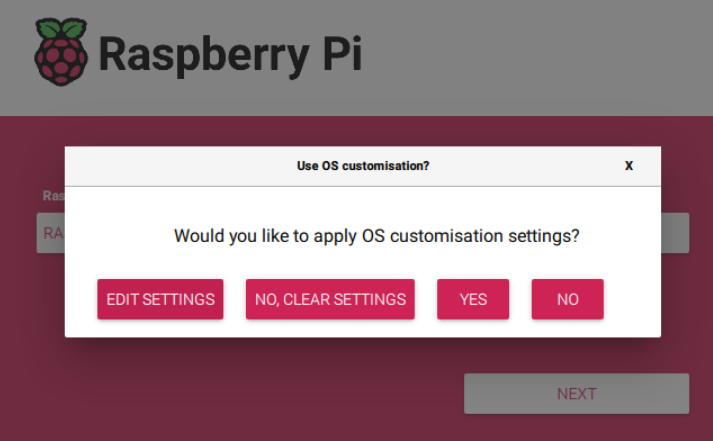 Raspberry Pi
Use OS customisation?
X
Ras
RA
Would you like to apply OS customisation settings?
EDIT SETTINGS
NO, CLEAR SETTINGS
YES
NO
NEXT